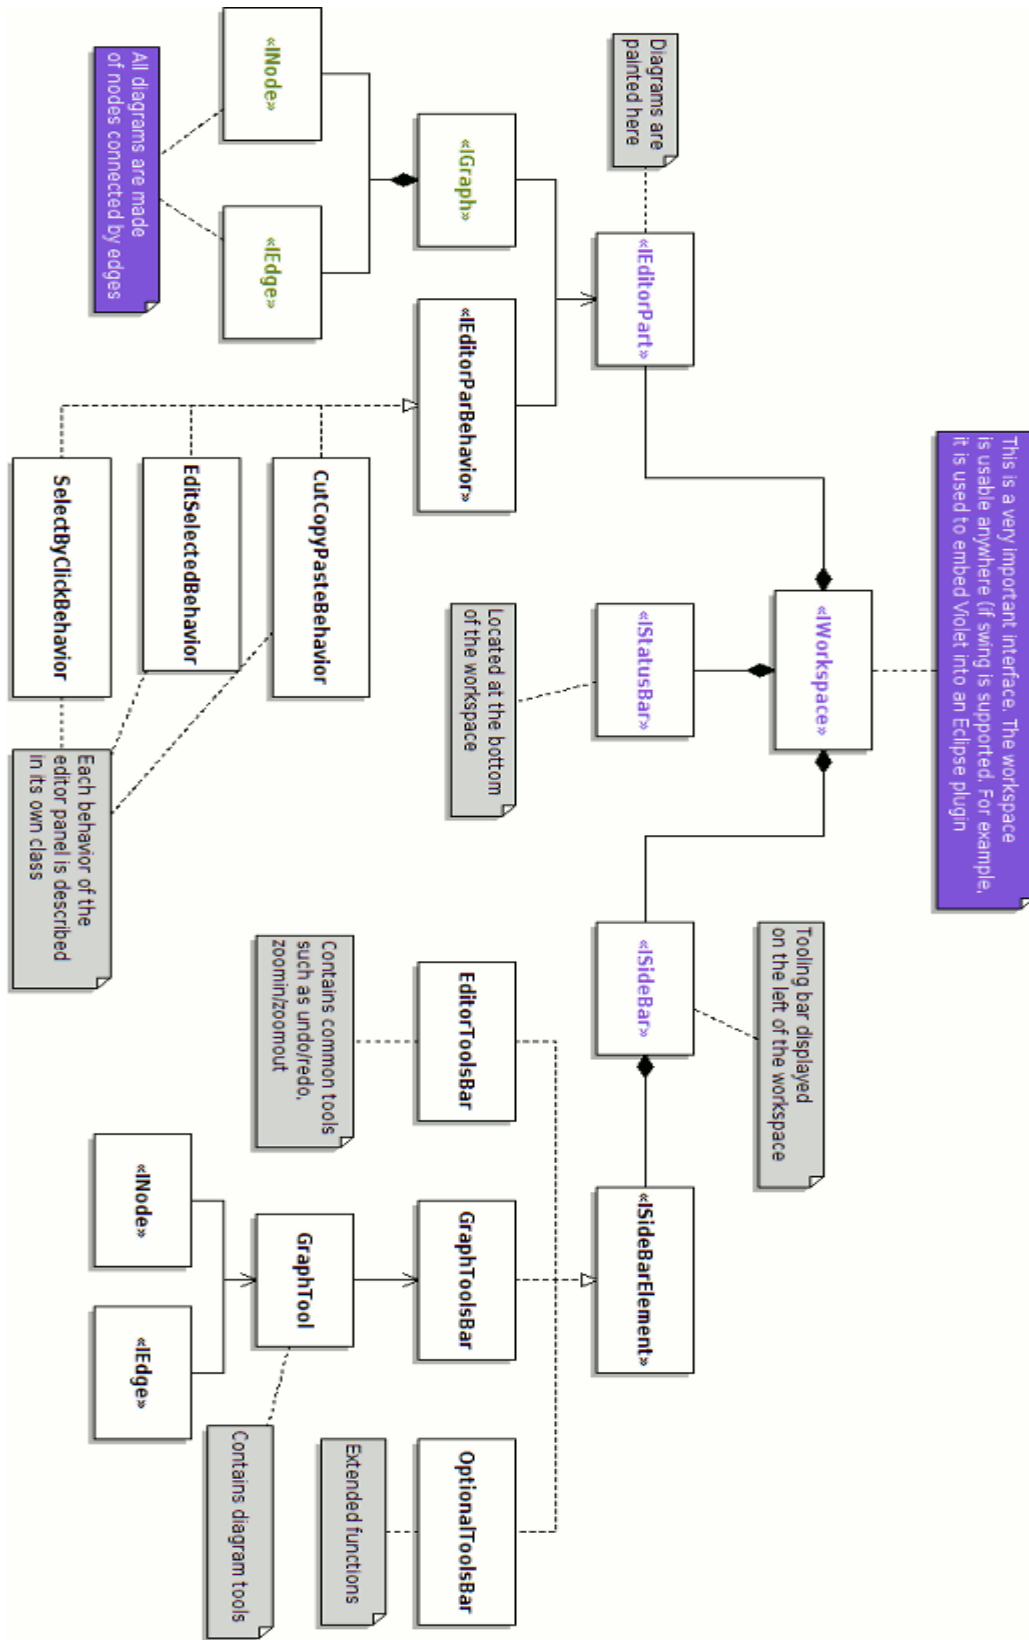 This is a very important interface. The workspace
is usable anywhere (if swing is supported. For example,
it is used to embed Violet into an Eclipse plugin
«IWorkspace»
Diagrams are
painted here
«IEditorPart»
«IStatusBar»
Located at the bottom
of the workspace
«ISideBar»
Tooling bar displayed
on the left of the workspace
«ISideBarElement»
«IGraph»
«IEditorParBehavior»
EditorToolsBar
GraphToolsBar
OptionalToolsBar
«INode»
«IEdge»
All diagrams are made
of nodes connected by edges
CutCopyPasteBehavior
EditSelectedBehavior
SelectByClickBehavior
Each behavior of the
editor panel is described
in its own class
Contains common tools
such as undo/redo,
zoomin/zoomout
GraphTool
Extended functions
Contains diagram tools
«INode»
«IEdge»